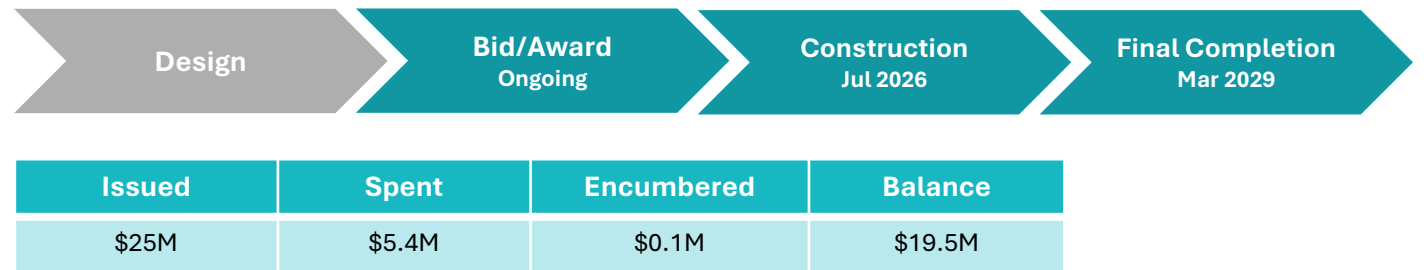 Design
Bid/Award
Ongoing
Construction
Jul 2026
Final Completion
Mar 2029
Issued Spent Encumbered Balance
$25M $5.4M $0.1M $19.5M